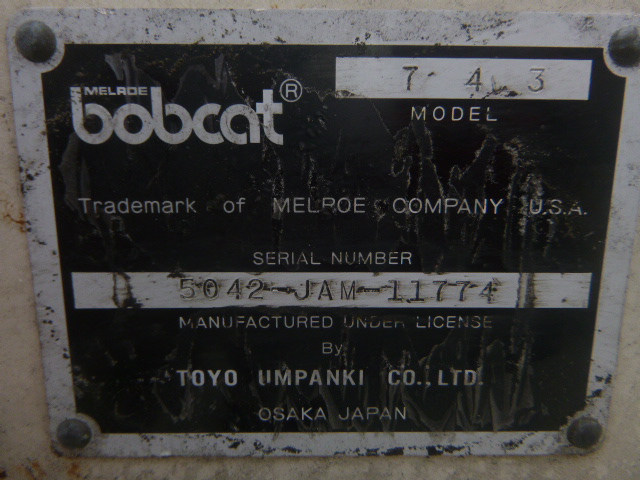 MELROE
bobcat®
7 4 3
MODEL
Trademark of MELROE COMPANY U.S.A.
SERIAL NUMBER
5042-JAM-11774
MANUFACTURED UNDER LICENSE
By
TOYO UMPANKI CO.,LTD.
OSAKA JAPAN